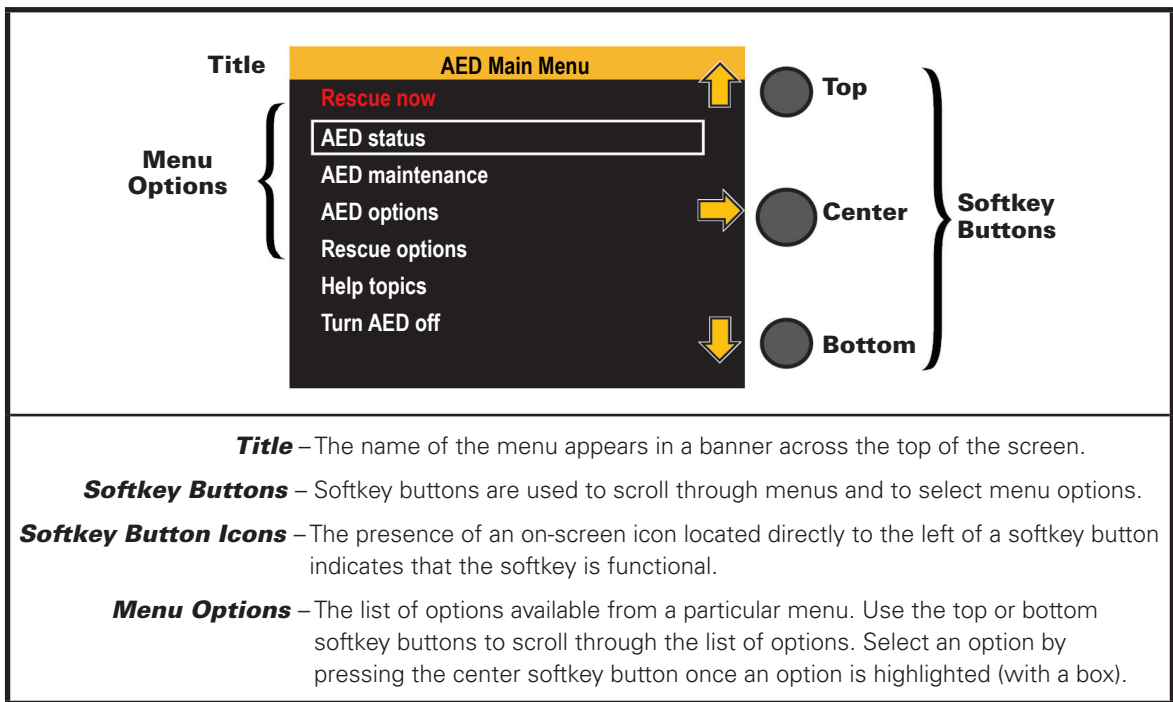 Title
AED Main Menu
Rescue now
AED status
AED maintenance
AED options
Rescue options
Help topics
Turn AED off
Menu
Options
Top
Center
Bottom
Softkey
Buttons
Title – The name of the menu appears in a banner across the top of the screen.
Softkey Buttons – Softkey buttons are used to scroll through menus and to select menu options.
Softkey Button Icons – The presence of an on-screen icon located directly to the left of a softkey button
indicates that the softkey is functional.
Menu Options – The list of options available from a particular menu. Use the top or bottom
softkey buttons to scroll through the list of options. Select an option by
pressing the center softkey button once an option is highlighted (with a box).